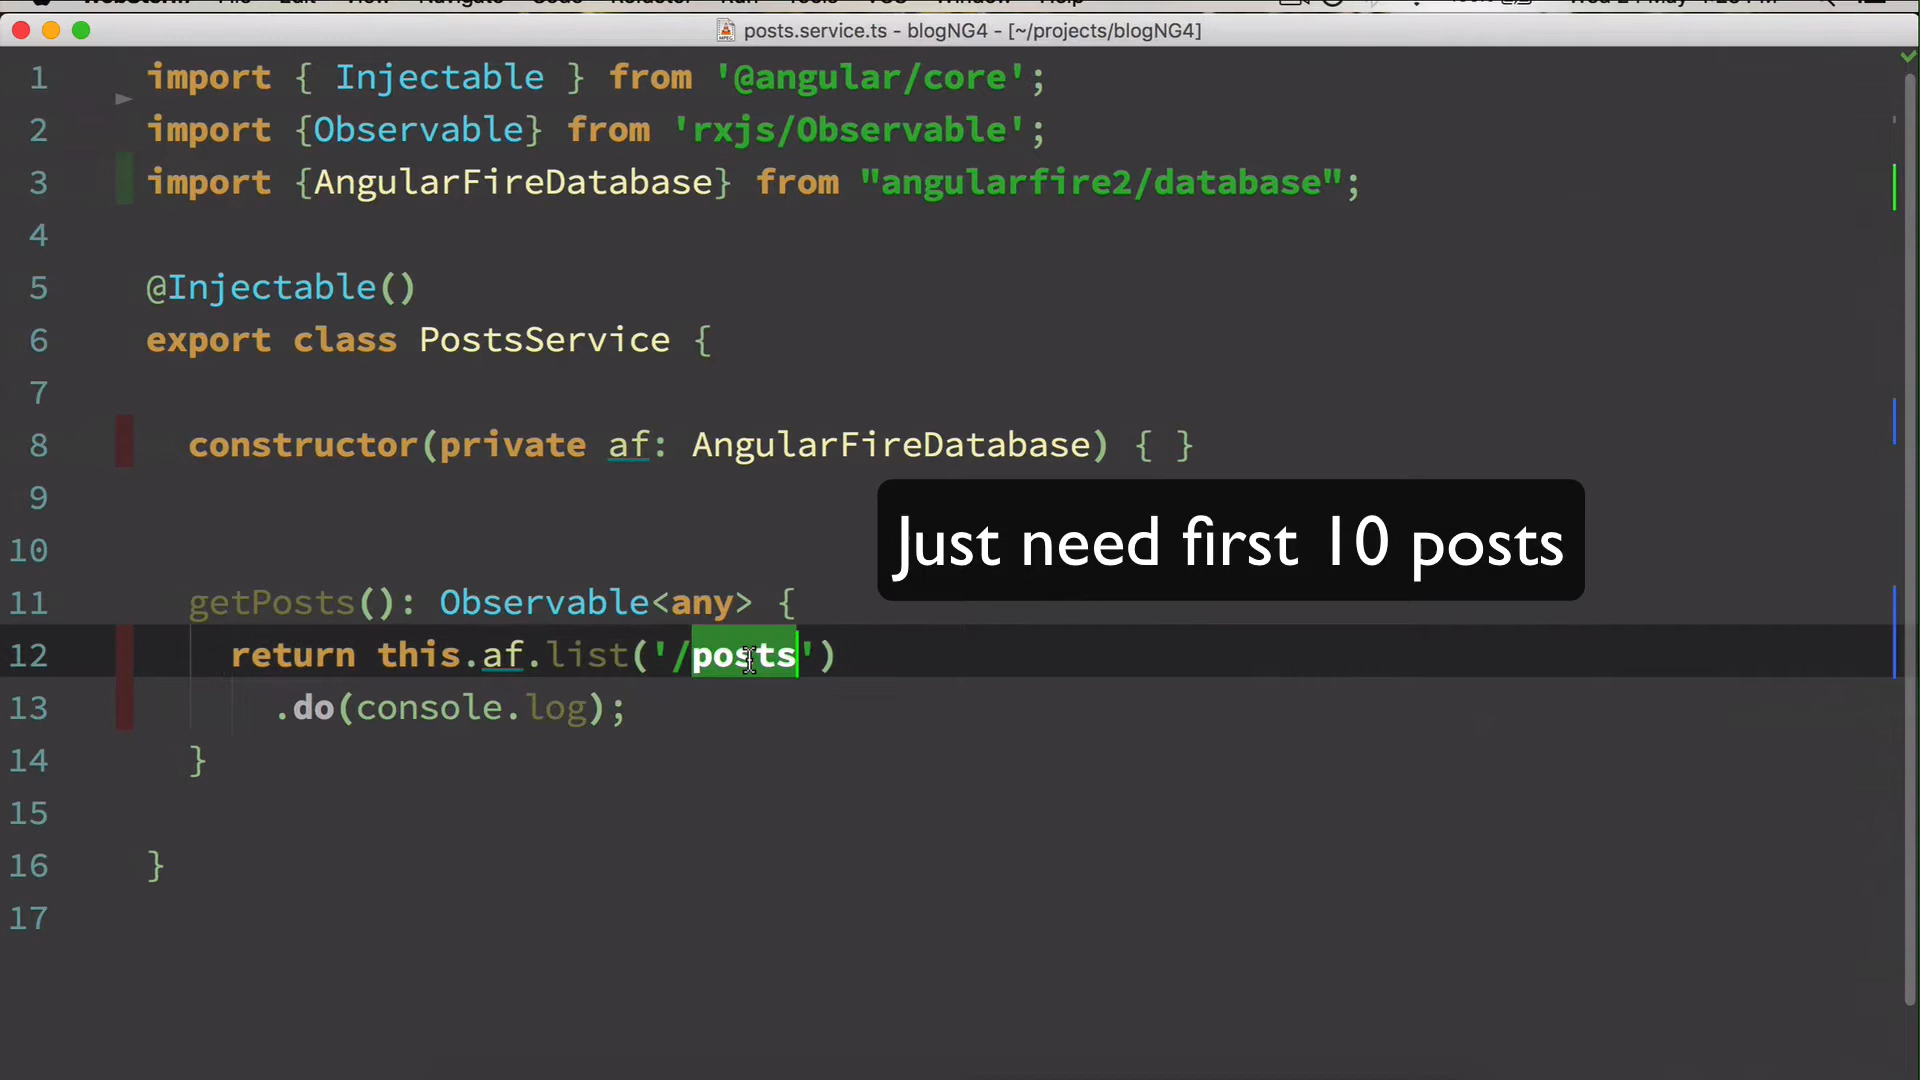 posts.service.ts - blogNG4 - [~/projects/blogNG4]
1 import { Injectable } from '@angular/core';
2 import {Observable} from 'rxjs/Observable';
3 import {AngularFireDatabase} from "angularfire2/database";
4
5 @Injectable()
6 export class PostsService {
7
8 constructor(private af: AngularFireDatabase) { }
9
Just need first 10 posts
10
11 getPosts(): Observable<any> {
12 return this.af.list('/posts')
13 .do(console.log);
14 }
15
16 }
17